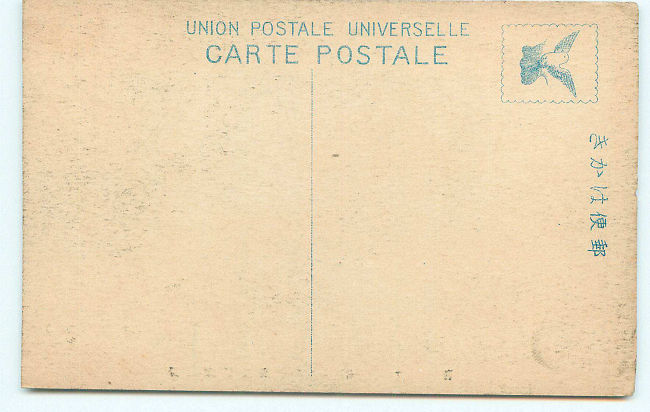 UNION POSTALE UNIVERSELLE
CARTE POSTALE
郵便はかき